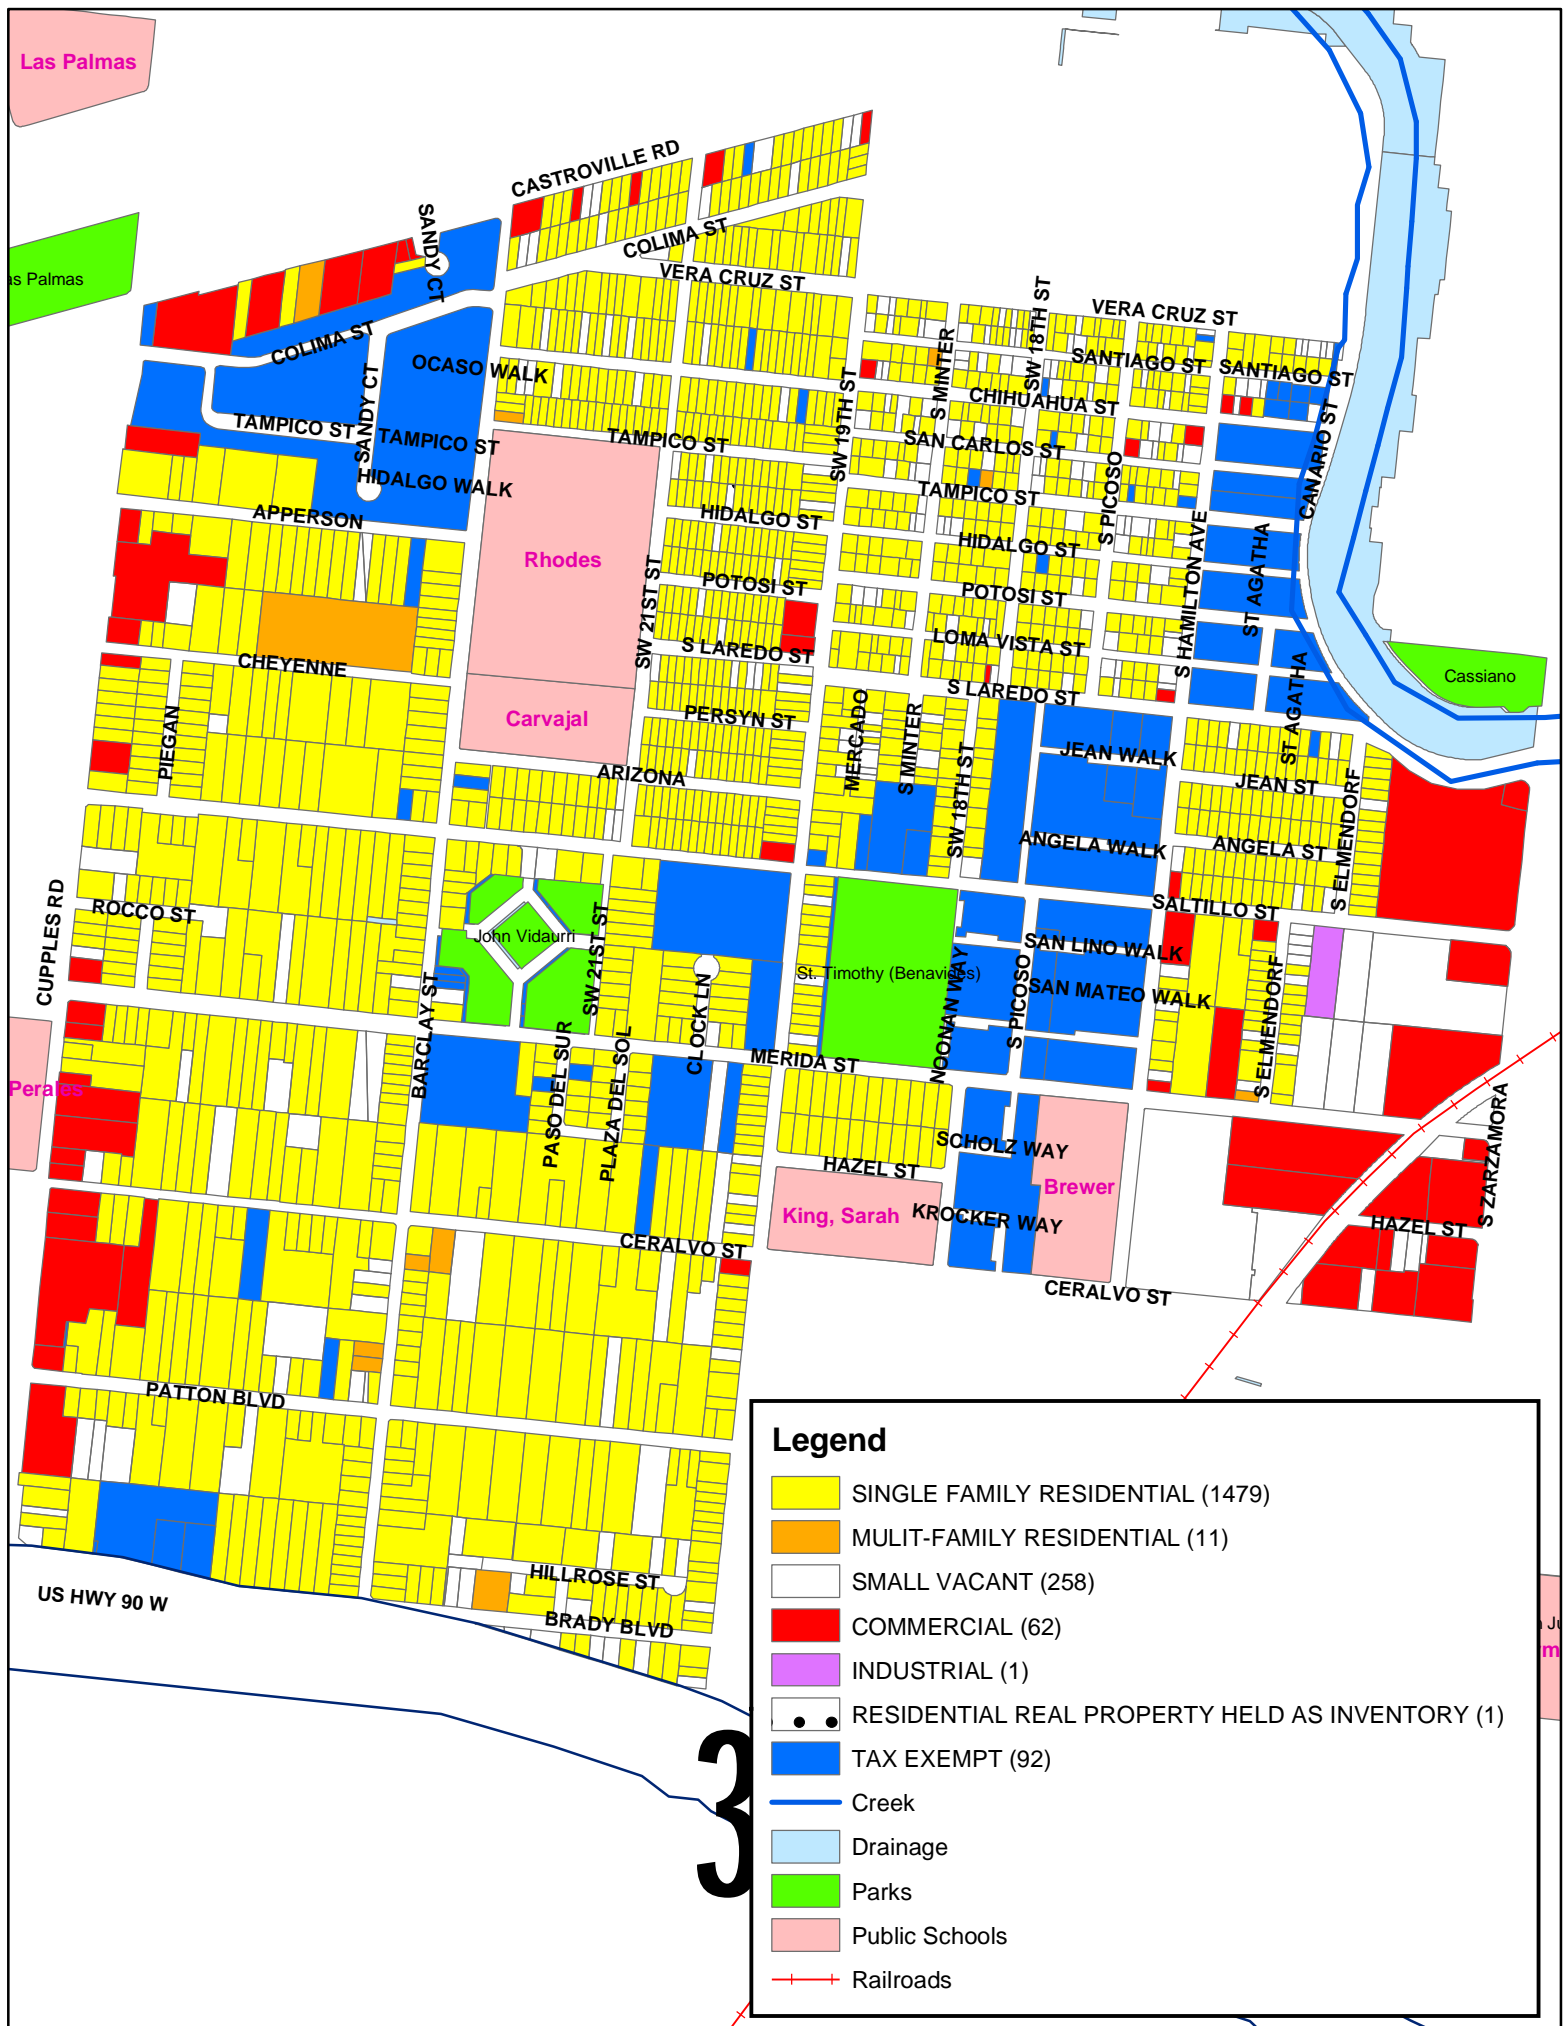 Las Palmas
CASTROVILLE RD
SANDY CT
COLIMA ST
as Palmas
VERA CRUZ ST
VERA CRUZ ST
SW 18TH ST
COLIMA ST
OCASO WALK
S MINTER
SANTIAGO ST
SANTIAGO ST
SANDY CT
SW 19TH ST
CHIHUAHUA ST
TAMPICO ST
TAMPICO ST
TAMPICO ST
SAN CARLOS ST
CANARIO ST
HIDALGO WALK
TAMPICO ST
S PICOSO
APPERSON
HIDALGO ST
HIDALGO ST
Rhodes
POTOSI ST
POTOSI ST
S HAMILTON AVE
ST AGATHA
SW 21ST ST
S LAREDO ST
LOMA VISTA ST
CHEYENNE
S LAREDO ST
ST AGATHA
Cassiano
PIEGAN
Carvajal
PERSYN ST
MERCADO
S MINTER
SW 18TH ST
JEAN WALK
ARIZONA
JEAN ST
S ELMENDORF
ANGELA WALK
ANGELA ST
CUPPLES RD
ROCCO ST
SALTILLO ST
John Vidaurri
SW 21ST ST
SAN LINO WALK
St. Timothy (Benavides)
NOONAN WAY
S PICOSO
SAN MATEO WALK
BARCLAY ST
CLOCK LN
S ELMENDORF
MERIDA ST
PASO DEL SUR
PLAZA DEL SOL
Perales
S ZARZAMORA
SCHOLZ WAY
HAZEL ST
Brewer
King, Sarah
KROCKER WAY
HAZEL ST
CERALVO ST
CERALVO ST
PATTON BLVD
HILLROSE ST
US HWY 90 W
BRADY BLVD
3
Legend
SINGLE FAMILY RESIDENTIAL (1479)
MULIT-FAMILY RESIDENTIAL (11)
SMALL VACANT (258)
COMMERCIAL (62)
INDUSTRIAL (1)
RESIDENTIAL REAL PROPERTY HELD AS INVENTORY (1)
TAX EXEMPT (92)
Creek
Drainage
Parks
Public Schools
Railroads